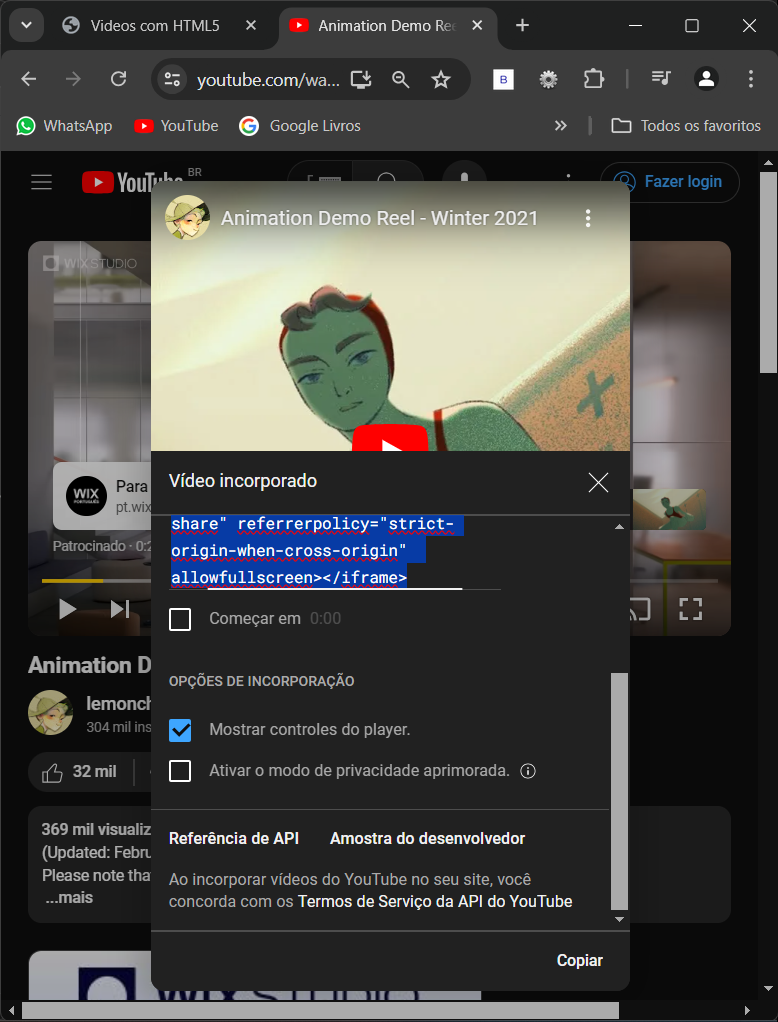 Videos com HTML5
Animation Demo Ree
youtube.com/wa...
B
WhatsApp
YouTube
Google Livros
Todos os favoritos
YouTube BR
Fazer login
Animation Demo Reel - Winter 2021
WIX STUDIO
Vídeo incorporado
WIX
PORTUGUÊS
Para
pt.wix
Patrocinado · 0:2
share" referrerpolicy="strict-
origin-when-cross-origin"
allowfullscreen></iframe>
Começar em 0:00
Animation D
OPÇÕES DE INCORPORAÇÃO
lemonch
304 mil ins
Mostrar controles do player.
32 mil
Ativar o modo de privacidade aprimorada.
369 mil visualiz
(Updated: Febru
Please note tha
...mais
Referência de API
Amostra do desenvolvedor
Ao incorporar vídeos do YouTube no seu site, você
concorda com os Termos de Serviço da API do YouTube
Copiar
WIX STUDIO